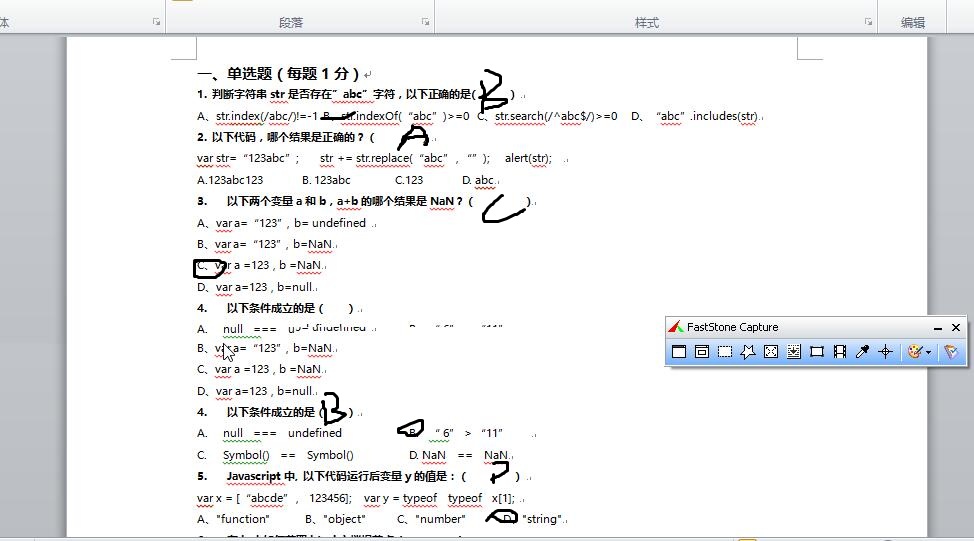 体 段落 样式 编辑
一、单选题（每题 1 分）
1. 判断字符串 str 是否存在“abc”字符，以下正确的是( B )
A、str.index(/abc/)!=-1 B、str.indexOf( “abc” )>=0 C、str.search(/^abc$/)>=0 D、 “abc” .includes(str)
2. 以下代码，哪个结果是正确的？( A
var str= “123abc” ; str += str.replace( “abc” , “” ); alert(str);
A.123abc123 B. 123abc C.123 D. abc
3. 以下两个变量 a 和 b，a+b 的哪个结果是 NaN？( C )
A、var a= “123” , b= undefined
B、var a= “123” , b=NaN
C、var a =123 , b =NaN
D、var a=123 , b=null
4. 以下条件成立的是 ( )
A. null ===
B、var a= “123” , b=NaN
C、var a =123 , b =NaN
D、var a=123 , b=null
4. 以下条件成立的是 ( B )
A. null === undefined B. “ 6” > “11”
C. Symbol() == Symbol() D. NaN == NaN
5. Javascript 中, 以下代码运行后变量 y 的值是：( )
var x = [ “abcde” , 123456]; var y = typeof typeof x[1];
A、"function" B、"object" C、"number" D、"string"
FastStone Capture